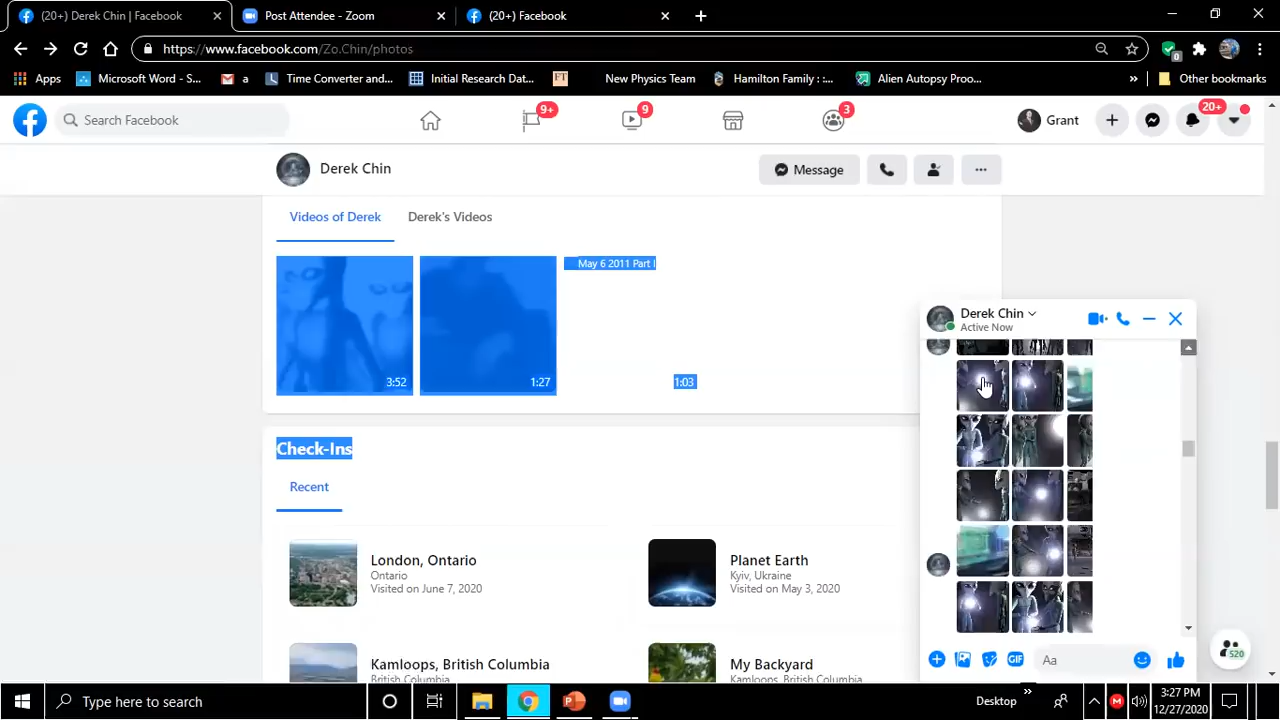 (20+) Derek Chin | Facebook
Post Attendee - Zoom
(20+) Facebook
https://www.facebook.com/Zo.Chin/photos
0
Apps
Microsoft Word - S...
a
Time Converter and...
Initial Research Dat...
FT
New Physics Team
Hamilton Family : :...
Alien Autopsy Proo...
»
Other bookmarks
Search Facebook
9+
9
3
Grant
20+
Derek Chin
Message
Videos of Derek
Derek's Videos
May 6 2011 Part I
3:52
1:27
1:03
Check-Ins
Recent
London, Ontario
Ontario
Visited on June 7, 2020
Planet Earth
Kyiv, Ukraine
Visited on May 3, 2020
Kamloops, British Columbia
British Columbia
My Backyard
Kamloops, British Columbia
Derek Chin
Active Now
GIF
Aa
520
Type here to search
Desktop
»
3:27 PM
12/27/2020